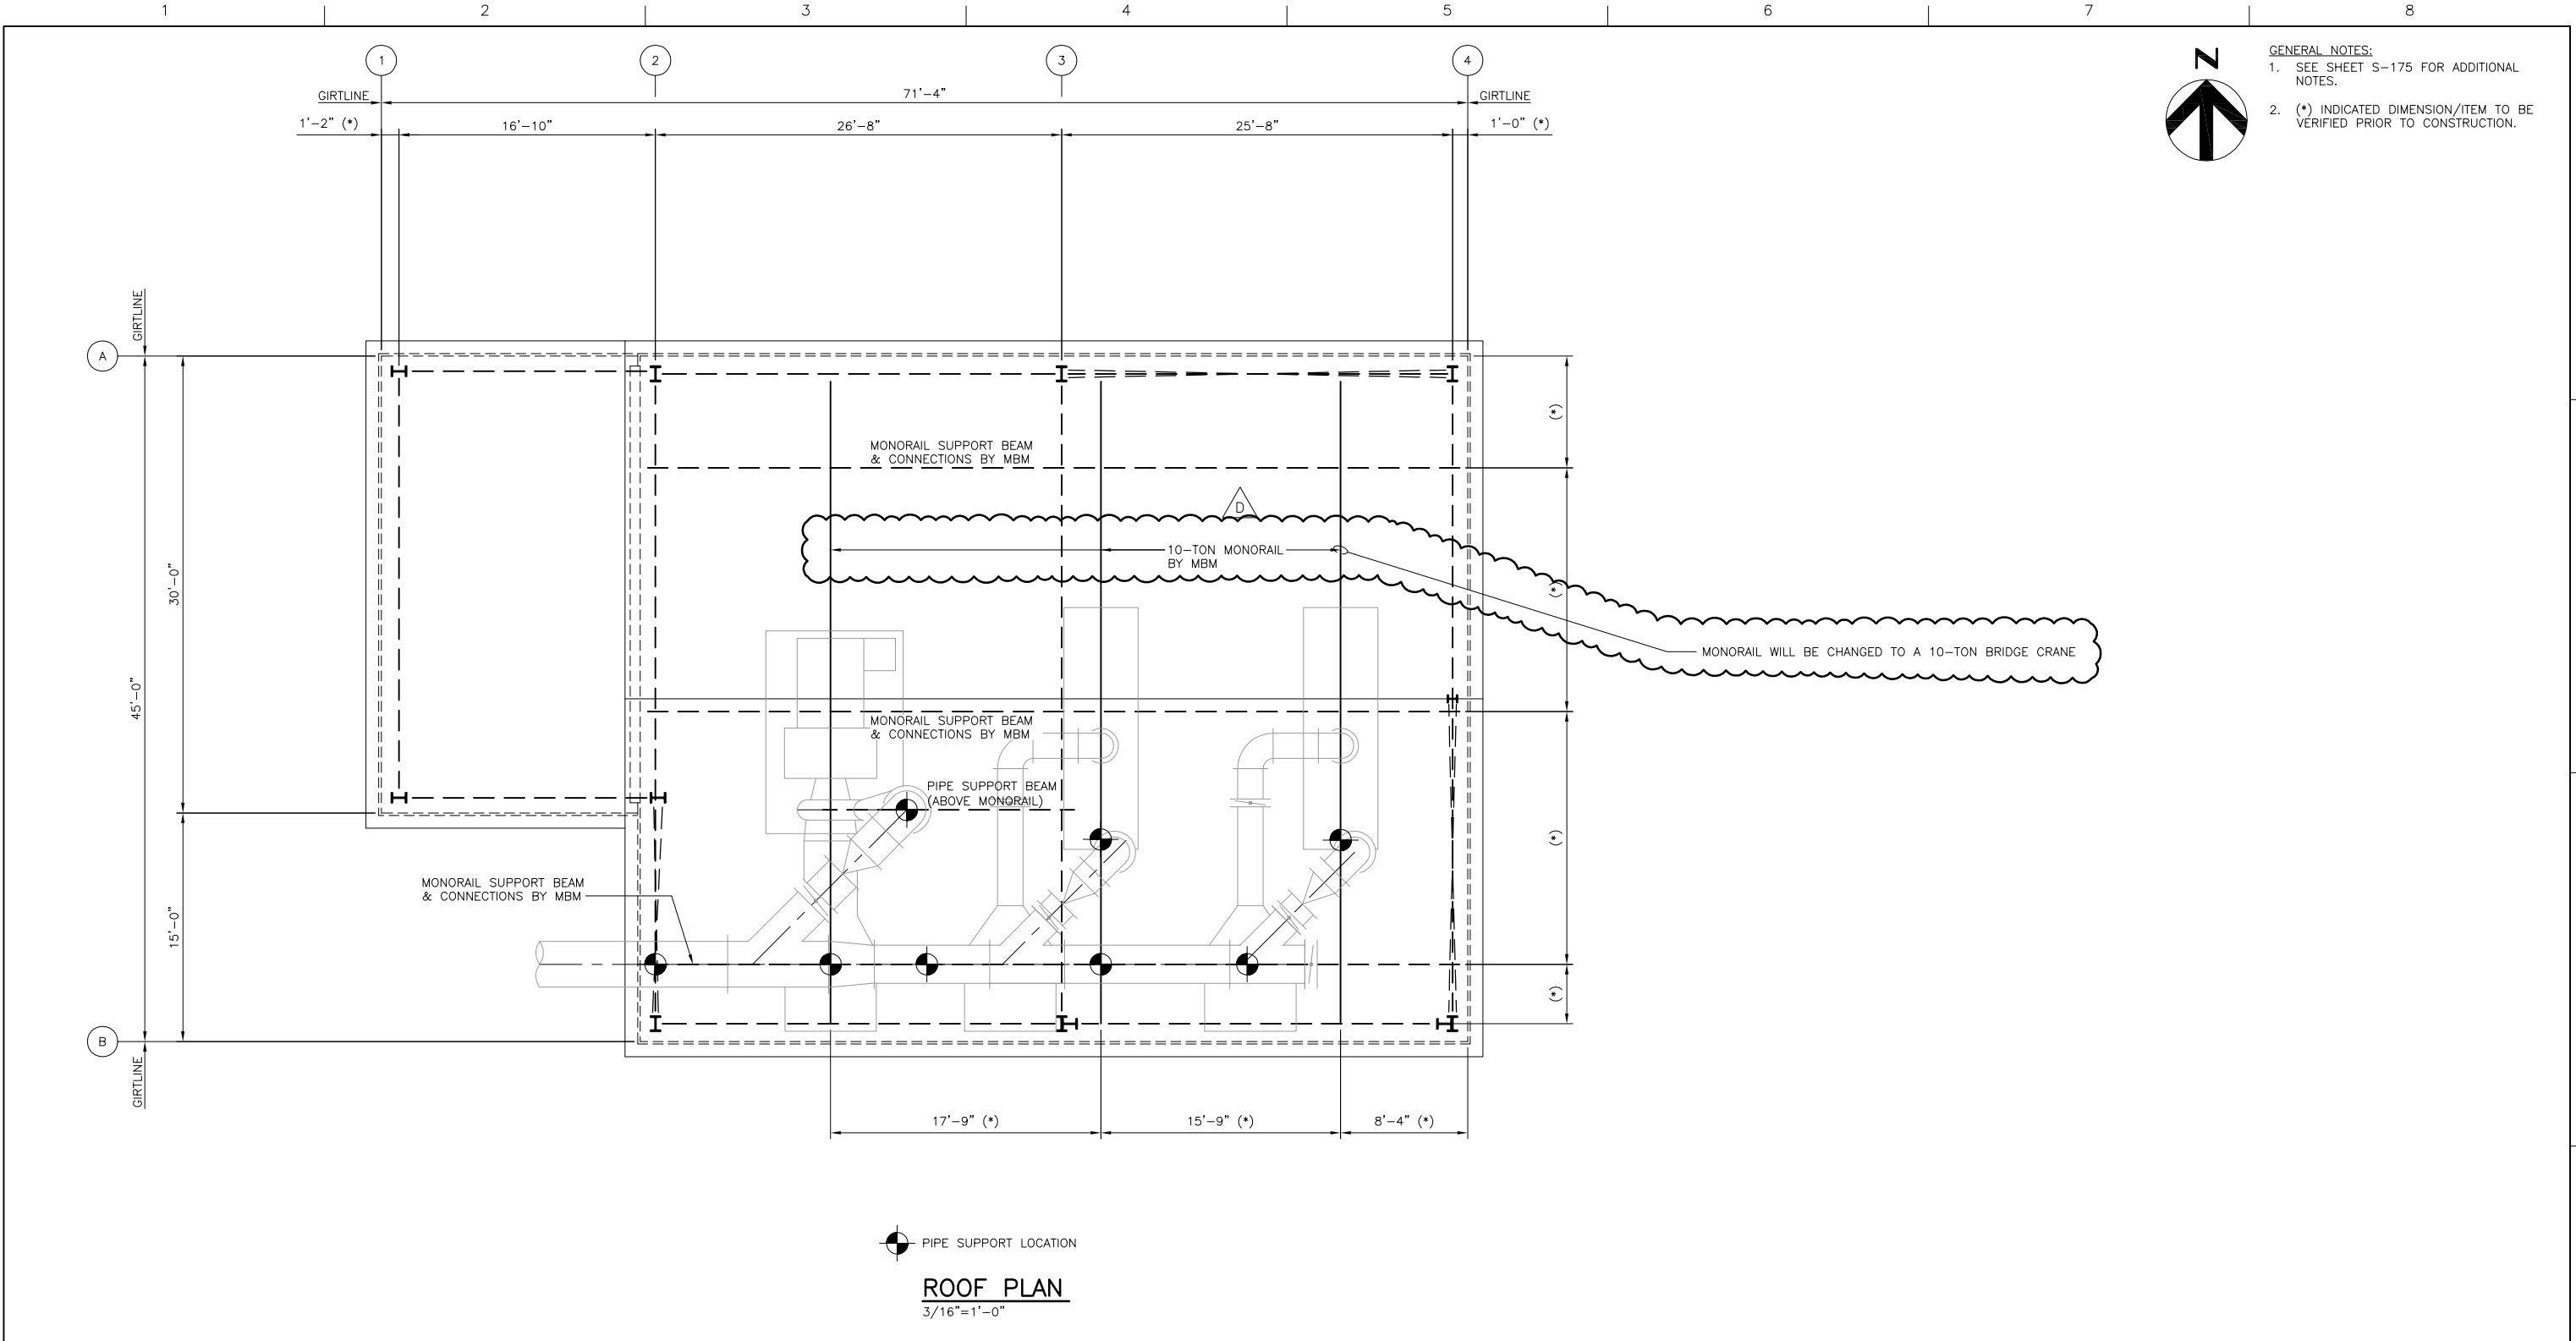 1 2 3 4 5 6 7 8
1 2 3 4
N
GENERAL NOTES:
1. SEE SHEET S-175 FOR ADDITIONAL
NOTES.
2. (*) INDICATED DIMENSION/ITEM TO BE
VERIFIED PRIOR TO CONSTRUCTION.
GIRTLINE 71'-4" GIRTLINE
1'-2" (*) 16'-10" 26'-8" 25'-8" 1'-0" (*)
GIRTLINE
A
(*)
MONORAIL SUPPORT BEAM
& CONNECTIONS BY MBM
D
10-TON MONORAIL
BY MBM
30'-0"
(*)
MONORAIL WILL BE CHANGED TO A 10-TON BRIDGE CRANE
45'-0"
MONORAIL SUPPORT BEAM
& CONNECTIONS BY MBM
PIPE SUPPORT BEAM
(ABOVE MONORAIL)
(*)
MONORAIL SUPPORT BEAM
& CONNECTIONS BY MBM
15'-0"
(*)
B
GIRTLINE
17'-9" (*) 15'-9" (*) 8'-4" (*)
PIPE SUPPORT LOCATION
ROOF PLAN
3/16"=1'-0"